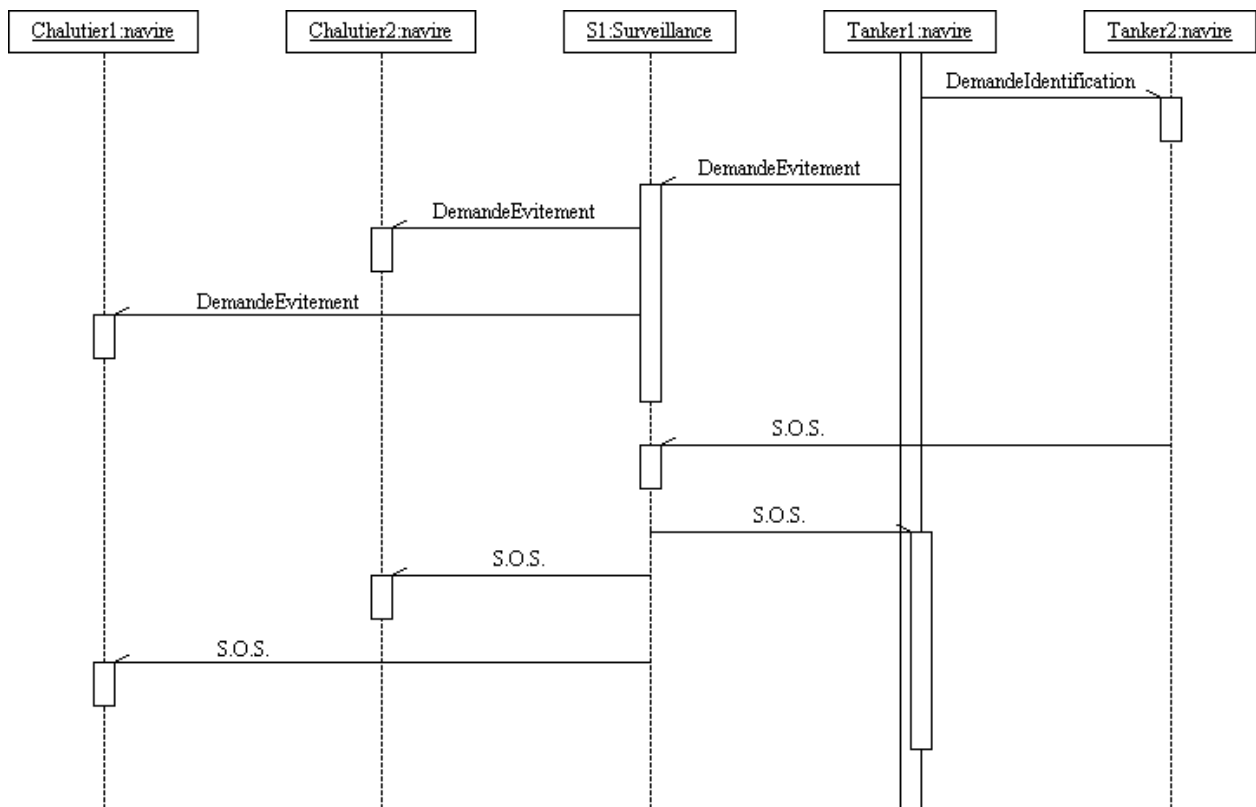 Chalutier1:navire
Chalutier2:navire
S1:Surveillance
Tanker1:navire
Tanker2:navire
DemandeIdentification
DemandeEvitement
DemandeEvitement
DemandeEvitement
S.O.S.
S.O.S.
S.O.S.
S.O.S.